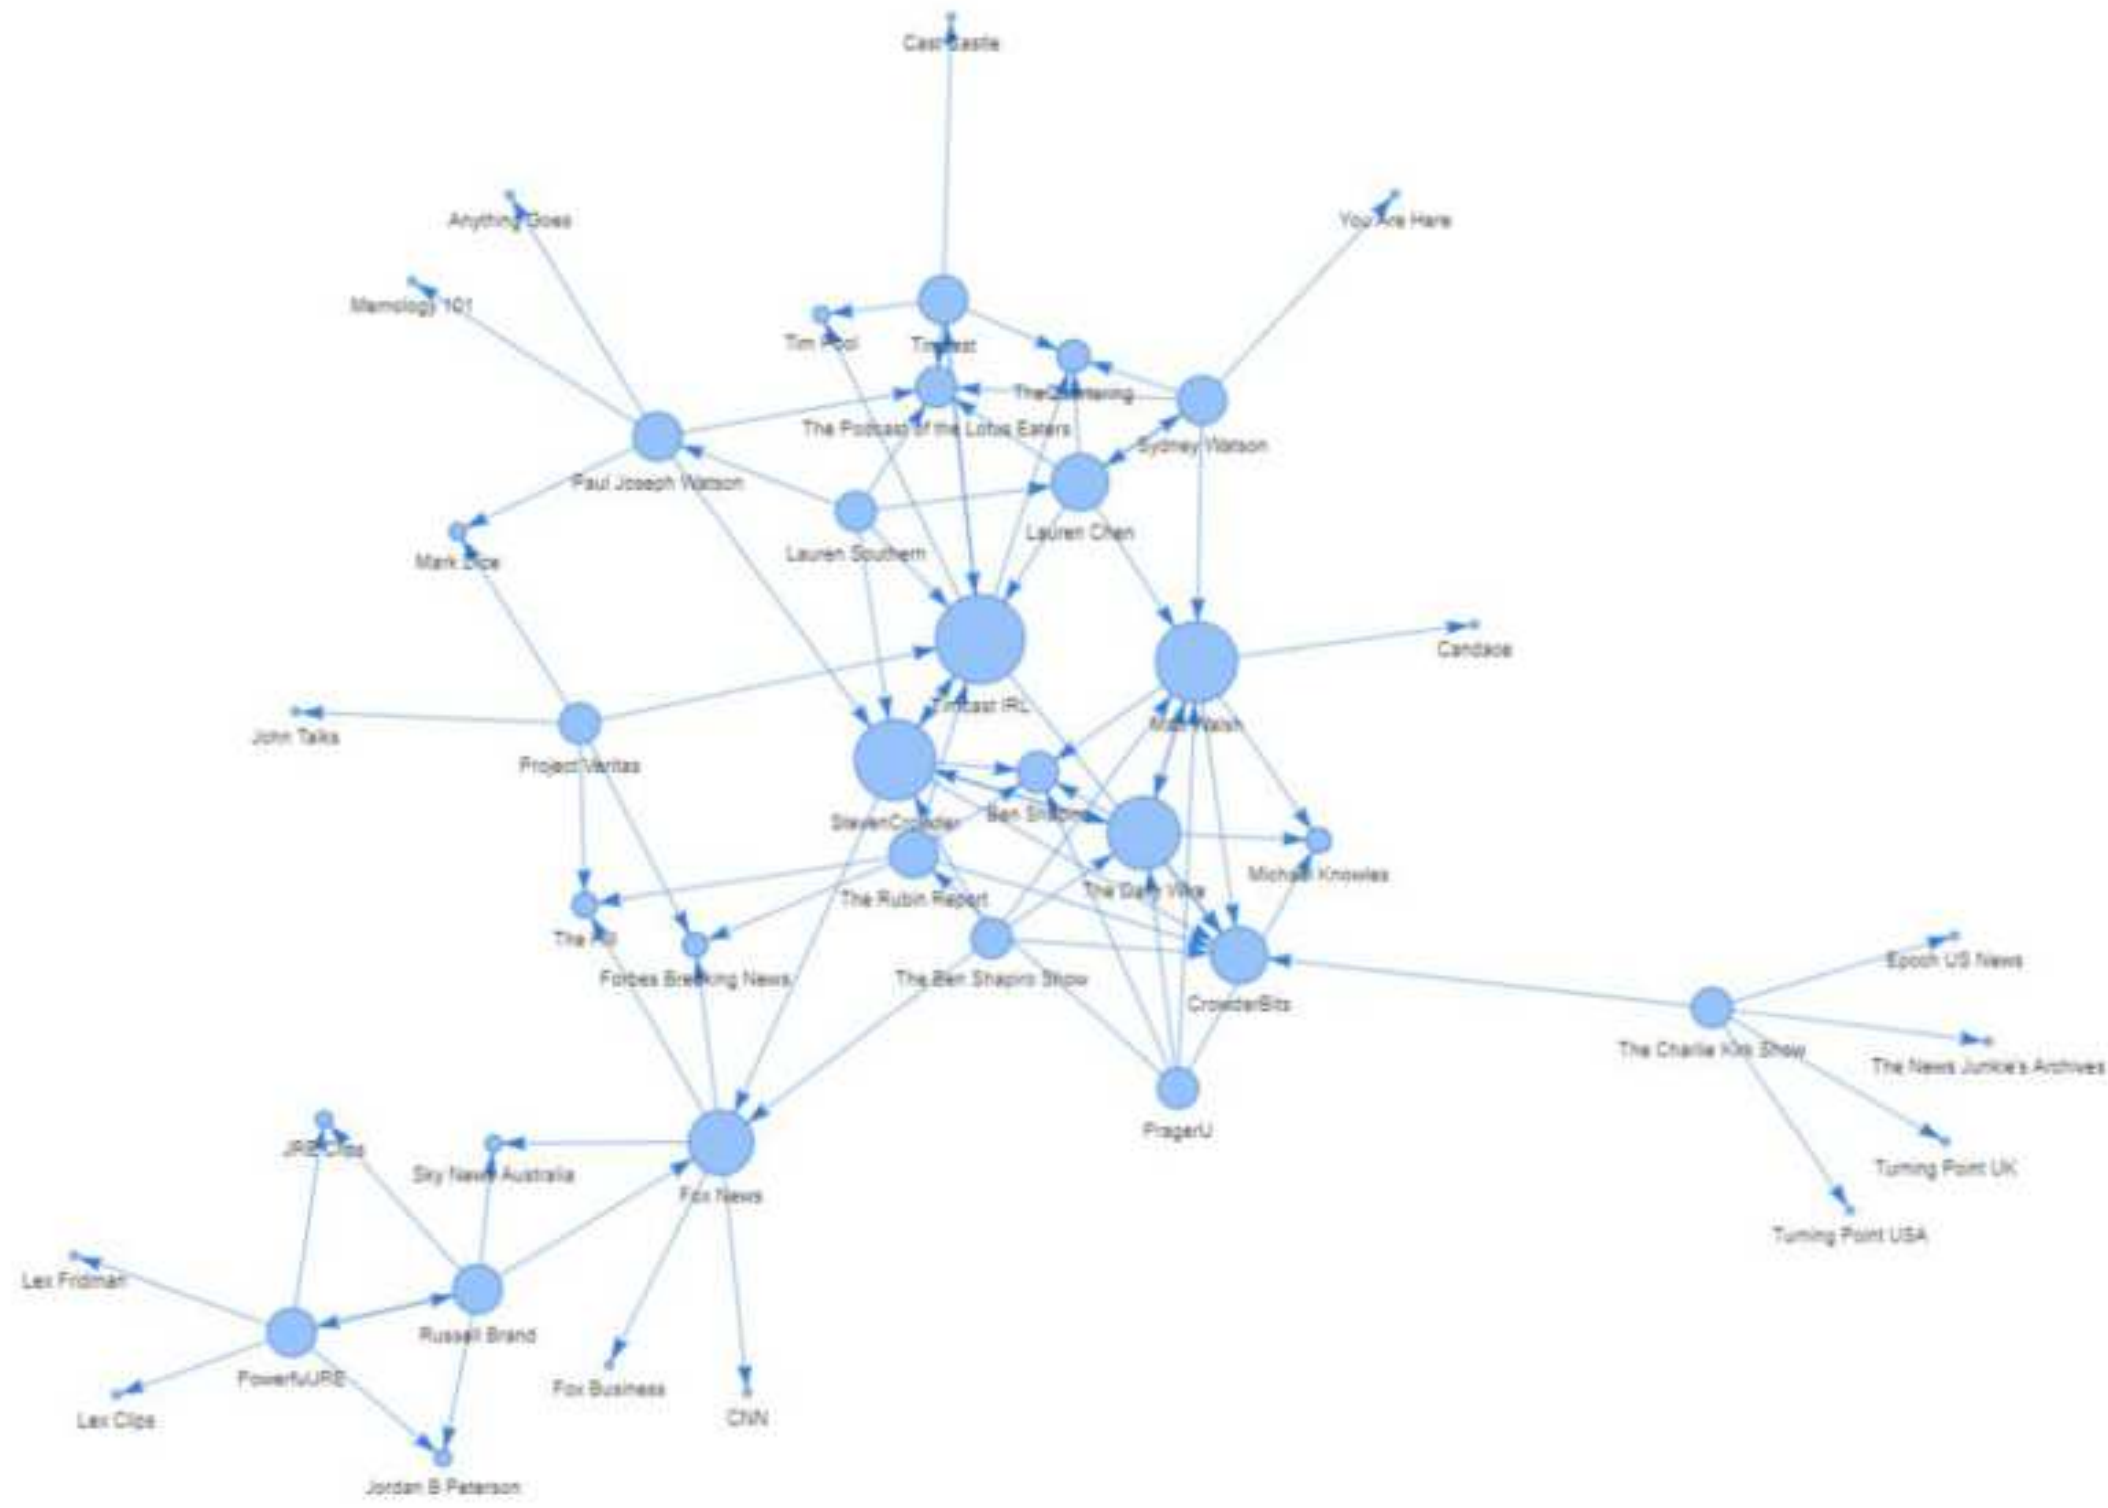 Cast Castle
Anything Goes
You Are Here
Memology 101
Tim Pool
Timcast
TheQuartering
The Podcast of the Lotus Eaters
Sydney Watson
Paul Joseph Watson
Lauren Chen
Lauren Southern
Mark Dice
Candace
Timcast IRL
Matt Walsh
John Talks
Project Veritas
StevenCrowder
Ben Shapiro
Michael Knowles
The Daily Wire
The Rubin Report
The Hill
Forbes Breaking News
The Ben Shapiro Show
CrowderBits
Epoch US News
The Charlie Kirk Show
The News Junkie's Archives
PragerU
JRE Clips
Sky News Australia
Fox News
Turning Point UK
Turning Point USA
Lex Fridman
Russell Brand
PowerfulJRE
Fox Business
Lex Clips
CNN
Jordan B Peterson